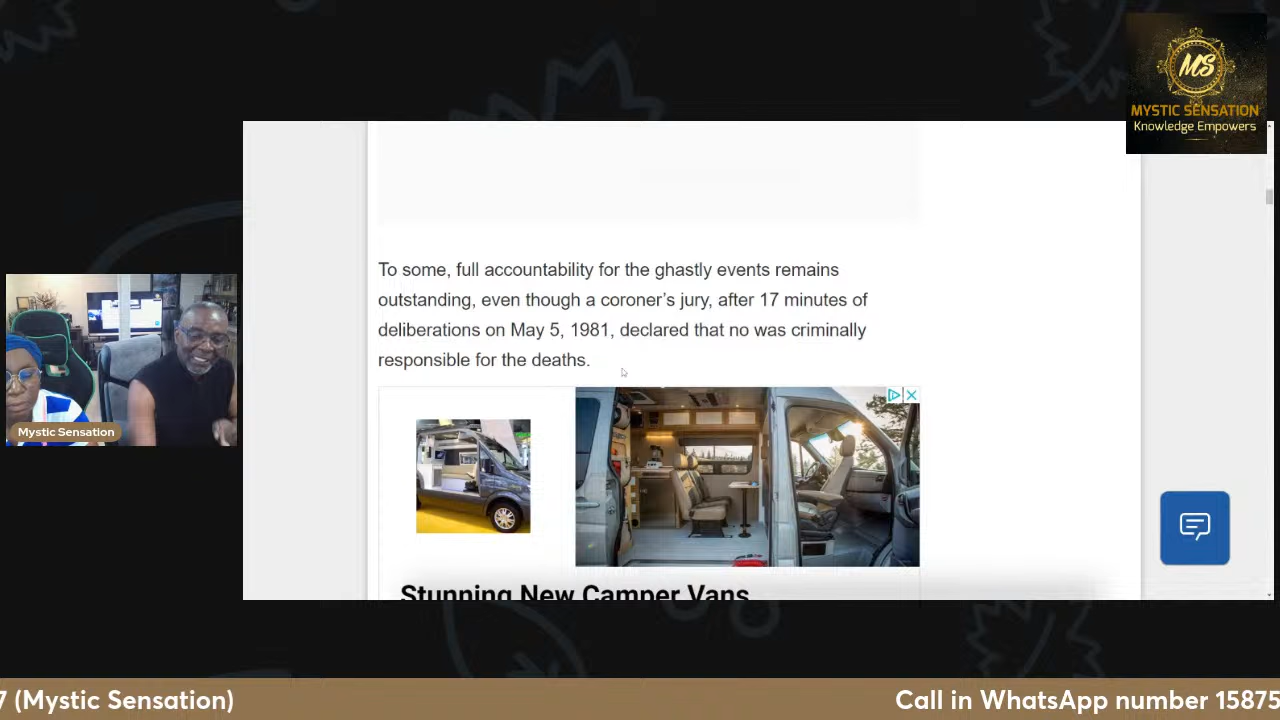 MS
MYSTIC SENSATION
Knowledge Empowers
To some, full accountability for the ghastly events remains
outstanding, even though a coroner’s jury, after 17 minutes of
deliberations on May 5, 1981, declared that no was criminally
responsible for the deaths.
Mystic Sensation
Stunning New Camper Vans
7 (Mystic Sensation)
Call in WhatsApp number 15875